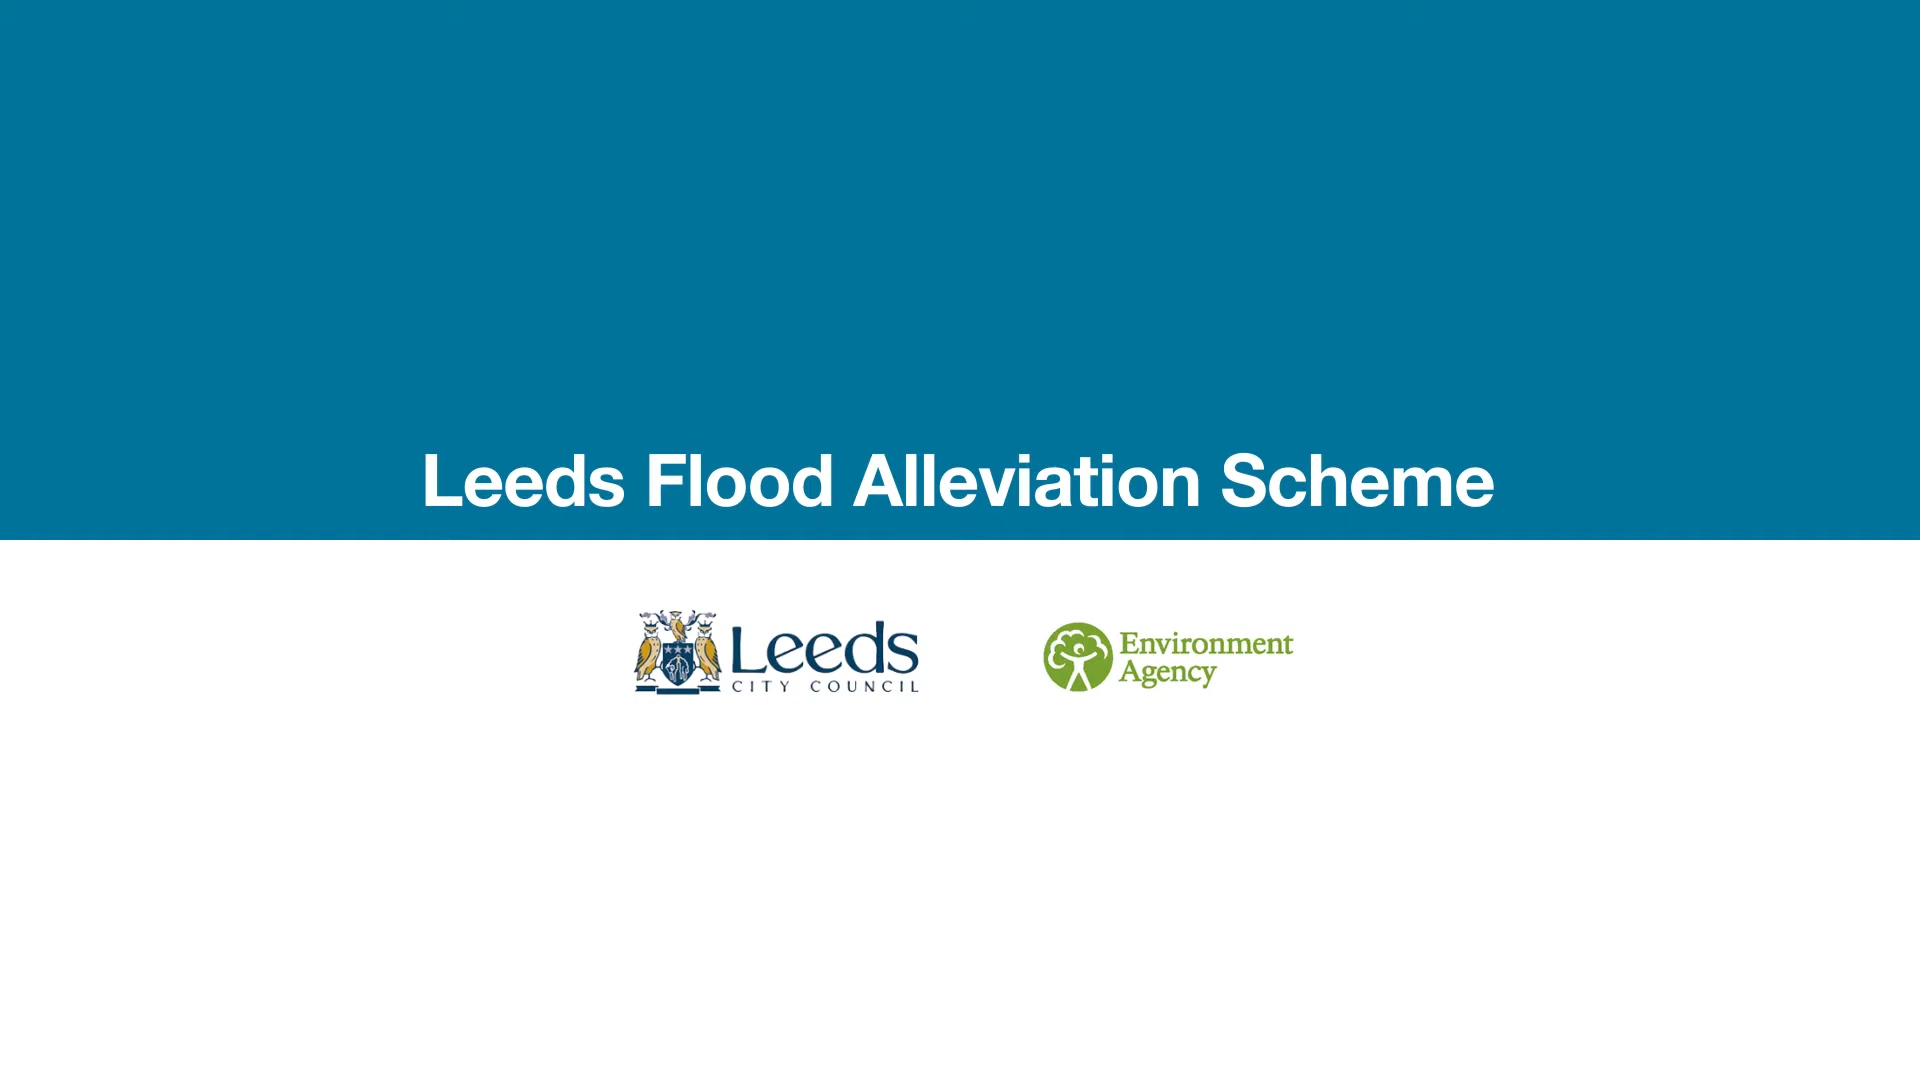 Leeds Flood Alleviation Scheme
Leeds
CITY COUNCIL
Environment
Agency